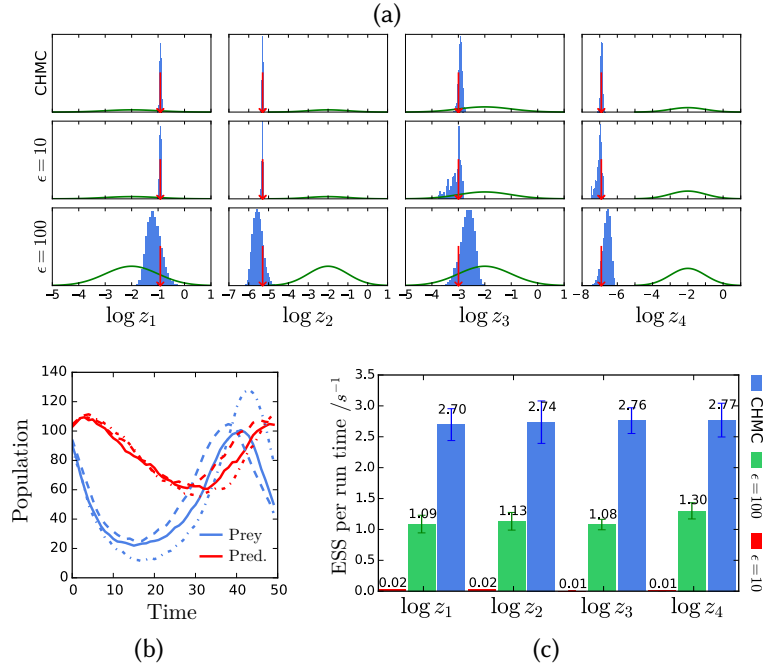 (a)
CHMC
ϵ = 10
ϵ = 100
−5 −4 −3 −2 −1 0 1
−7 −6 −5 −4 −3 −2 −1 0 1
−5 −4 −3 −2 −1 0 1
−8 −6 −4 −2 0
log z1
log z2
log z3
log z4
Population
140
120
100
80
60
40
20
0
0 10 20 30 40 50
Time
Prey
Pred.
(b)
ESS per run time /s⁻¹
3.5
3.0
2.5
2.0
1.5
1.0
0.5
0.0
0.02 1.09 2.70
0.02 1.13 2.74
0.01 1.08 2.76
0.01 1.30 2.77
log z1 log z2 log z3 log z4
CHMC
ϵ=100
ϵ=10
(c)